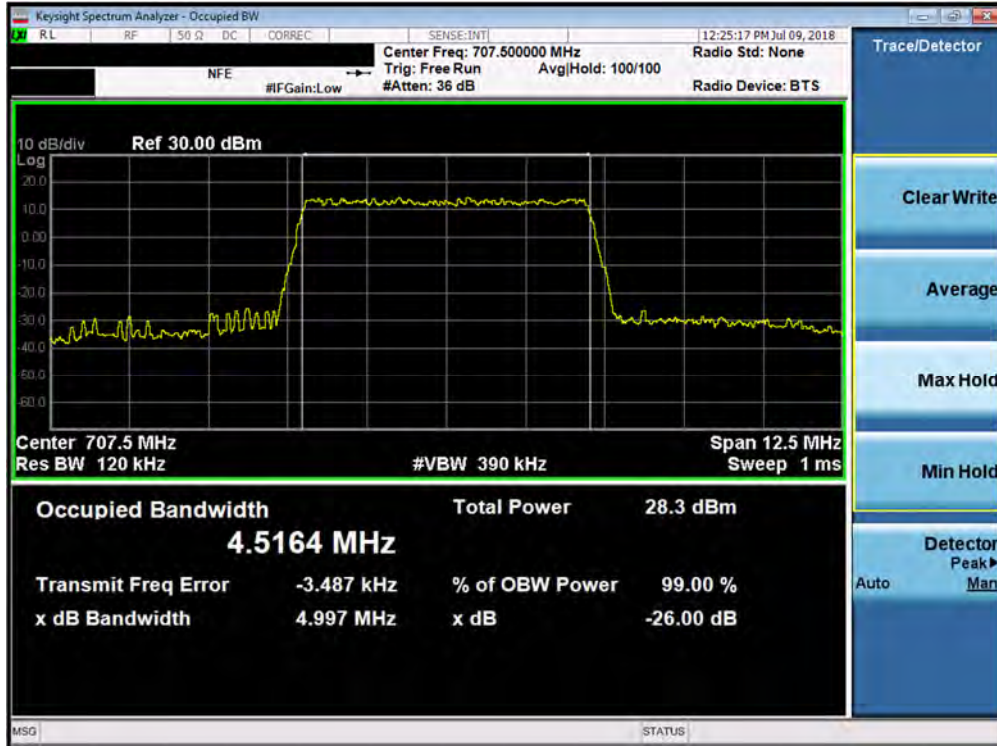 Keysight Spectrum Analyzer - Occupied BW
LXI RL RF 50 Ω DC CORREC SENSE:INT 12:25:17 PM Jul 09, 2018
Center Freq: 707.500000 MHz Radio Std: None
NFE Trig: Free Run Avg|Hold: 100/100
#IFGain:Low #Atten: 36 dB Radio Device: BTS
10 dB/div Ref 30.00 dBm
Log
20.0
10.0
0.00
-10.0
-20.0
-30.0
-40.0
-50.0
-60.0
Center 707.5 MHz Span 12.5 MHz
Res BW 120 kHz #VBW 390 kHz Sweep 1 ms
Occupied Bandwidth Total Power 28.3 dBm
4.5164 MHz
Transmit Freq Error -3.487 kHz % of OBW Power 99.00 %
x dB Bandwidth 4.997 MHz x dB -26.00 dB
MSG STATUS
Trace/Detector
Clear Write
Average
Max Hold
Min Hold
Detector
Peak▶
Auto Man